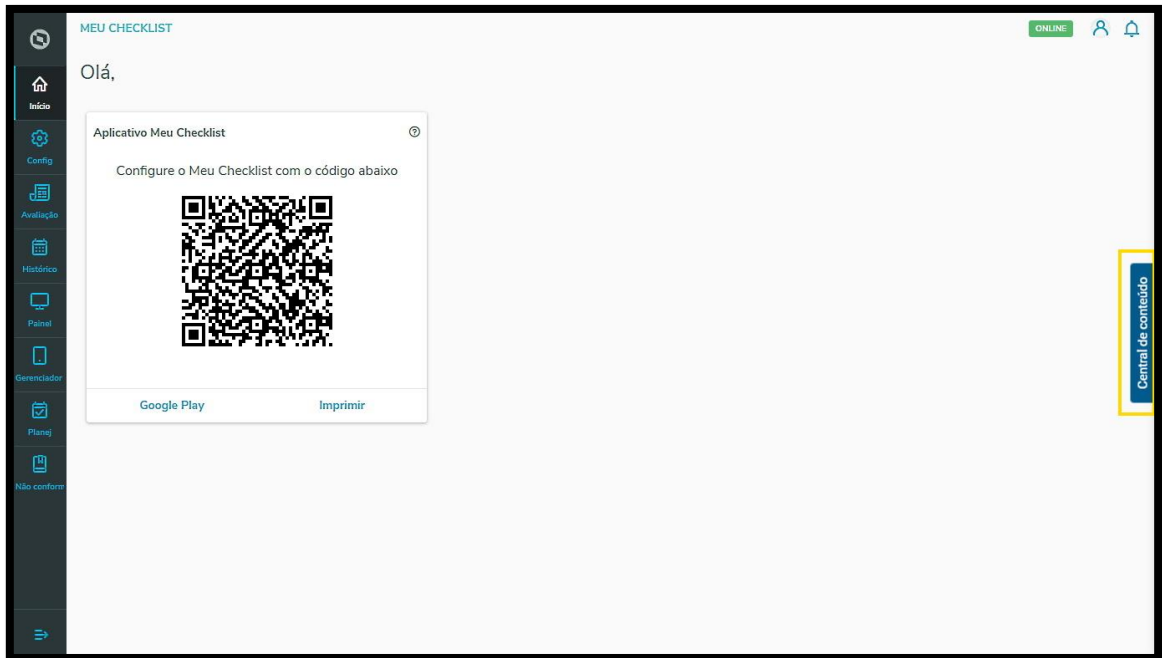 MEU CHECKLIST
ONLINE
Olá,
Início
Config
Avaliação
Histórico
Painel
Gerenciador
Planej
Não conform
Aplicativo Meu Checklist
Configure o Meu Checklist com o código abaixo
Google Play
Imprimir
Central de conteúdo